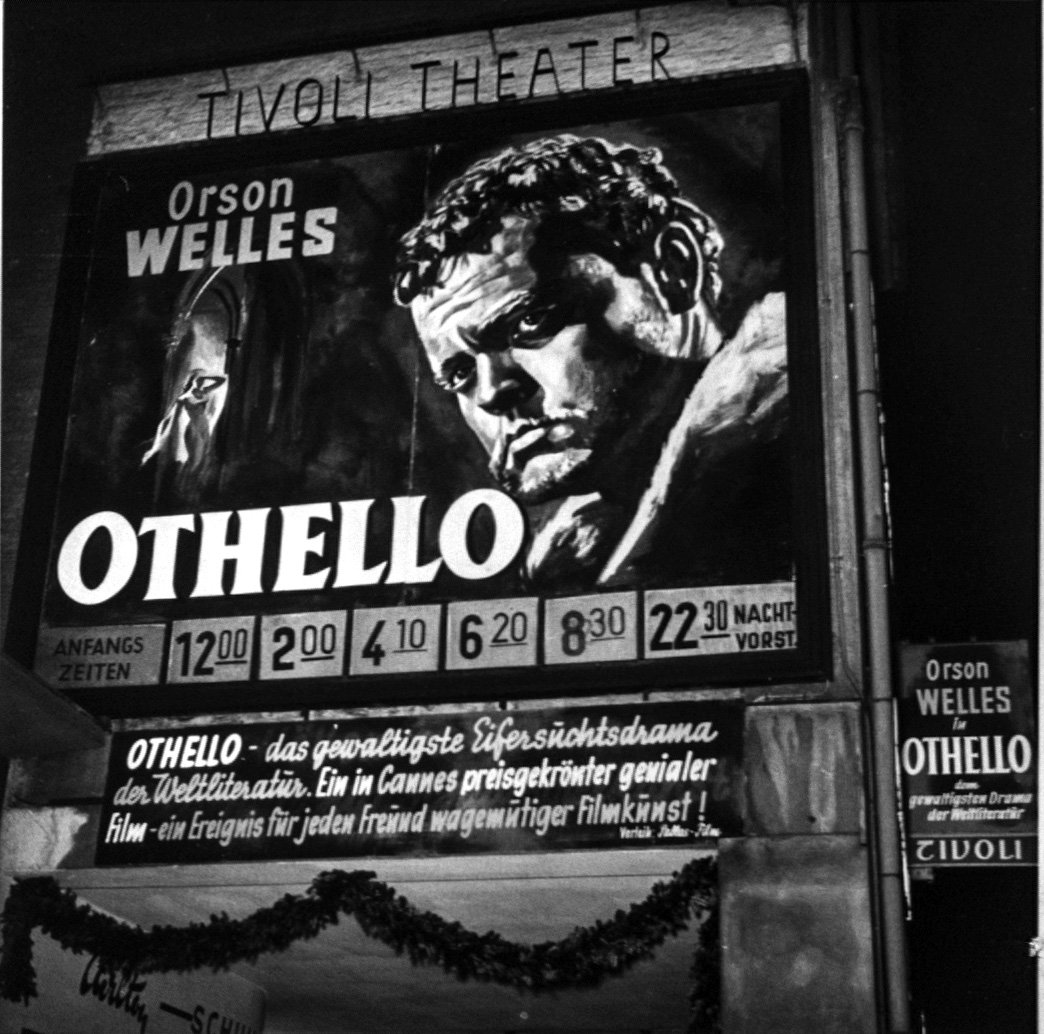 TIVOLI THEATER
Orson
WELLES
OTHELLO
ANFANGS
ZEITEN
12 00
2 00
4 10
6 20
8 30
22 30 NACHT-
VORST.
OTHELLO - das gewaltigste Eifersuchtsdrama
der Weltliteratur. Ein in Cannes preisgekrönter genialer
Film - ein Ereignis für jeden Freund wagemutiger Filmkunst!
Verleih:
Orson
WELLES
in
OTHELLO
dem
gewaltigsten Drama
der Weltliteratur
TIVOLI